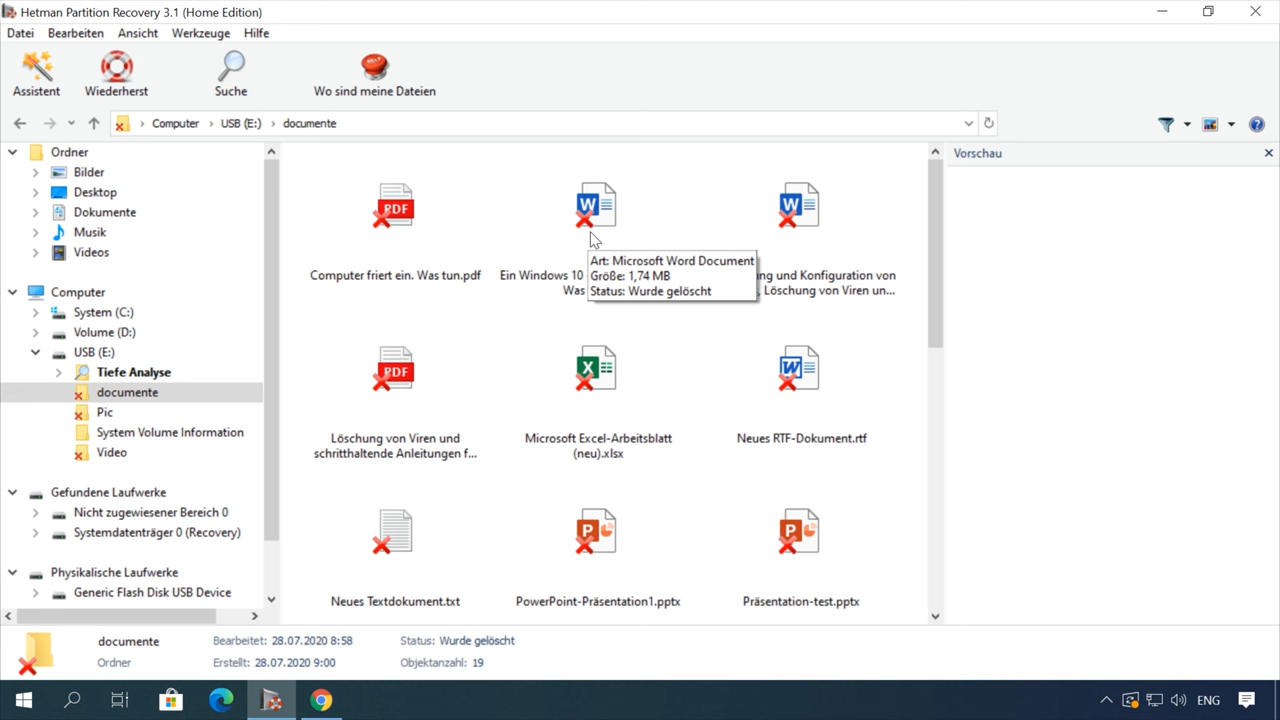 Hetman Partition Recovery 3.1 (Home Edition)
Datei Bearbeiten Ansicht Werkzeuge Hilfe
Assistent Wiederherst Suche Wo sind meine Dateien
Computer USB (E:) documente
Ordner
Bilder
Desktop
Dokumente
Musik
Videos
Computer
System (C:)
Volume (D:)
USB (E:)
Tiefe Analyse
documente
Pic
System Volume Information
Video
Gefundene Laufwerke
Nicht zugewiesener Bereich 0
Systemdatenträger 0 (Recovery)
Physikalische Laufwerke
Generic Flash Disk USB Device
PDF
W
W
Computer friert ein. Was tun.pdf
Ein Windows 10
Was
ung und Konfiguration von
, Löschung von Viren un...
Art: Microsoft Word Document
Größe: 1,74 MB
Status: Wurde gelöscht
PDF
X
W
Löschung von Viren und
schritthaltende Anleitungen f...
Microsoft Excel-Arbeitsblatt
(neu).xlsx
Neues RTF-Dokument.rtf
P
P
Neues Textdokument.txt
PowerPoint-Präsentation1.pptx
Präsentation-test.pptx
Vorschau
documente
Ordner
Bearbeitet: 28.07.2020 8:58
Erstellt: 28.07.2020 9:00
Status: Wurde gelöscht
Objektanzahl: 19
ENG